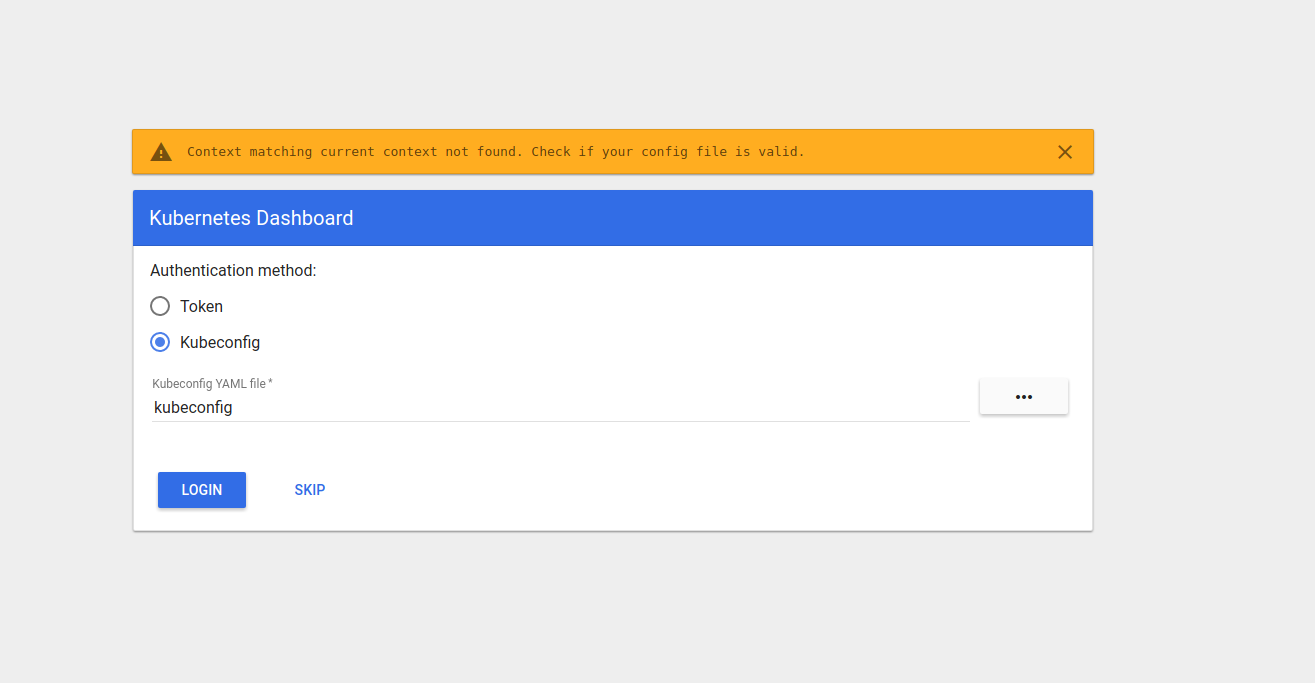 Context matching current context not found. Check if your config file is valid.
Kubernetes Dashboard
Authentication method:
Token
Kubeconfig
Kubeconfig YAML file *
kubeconfig
LOGIN SKIP